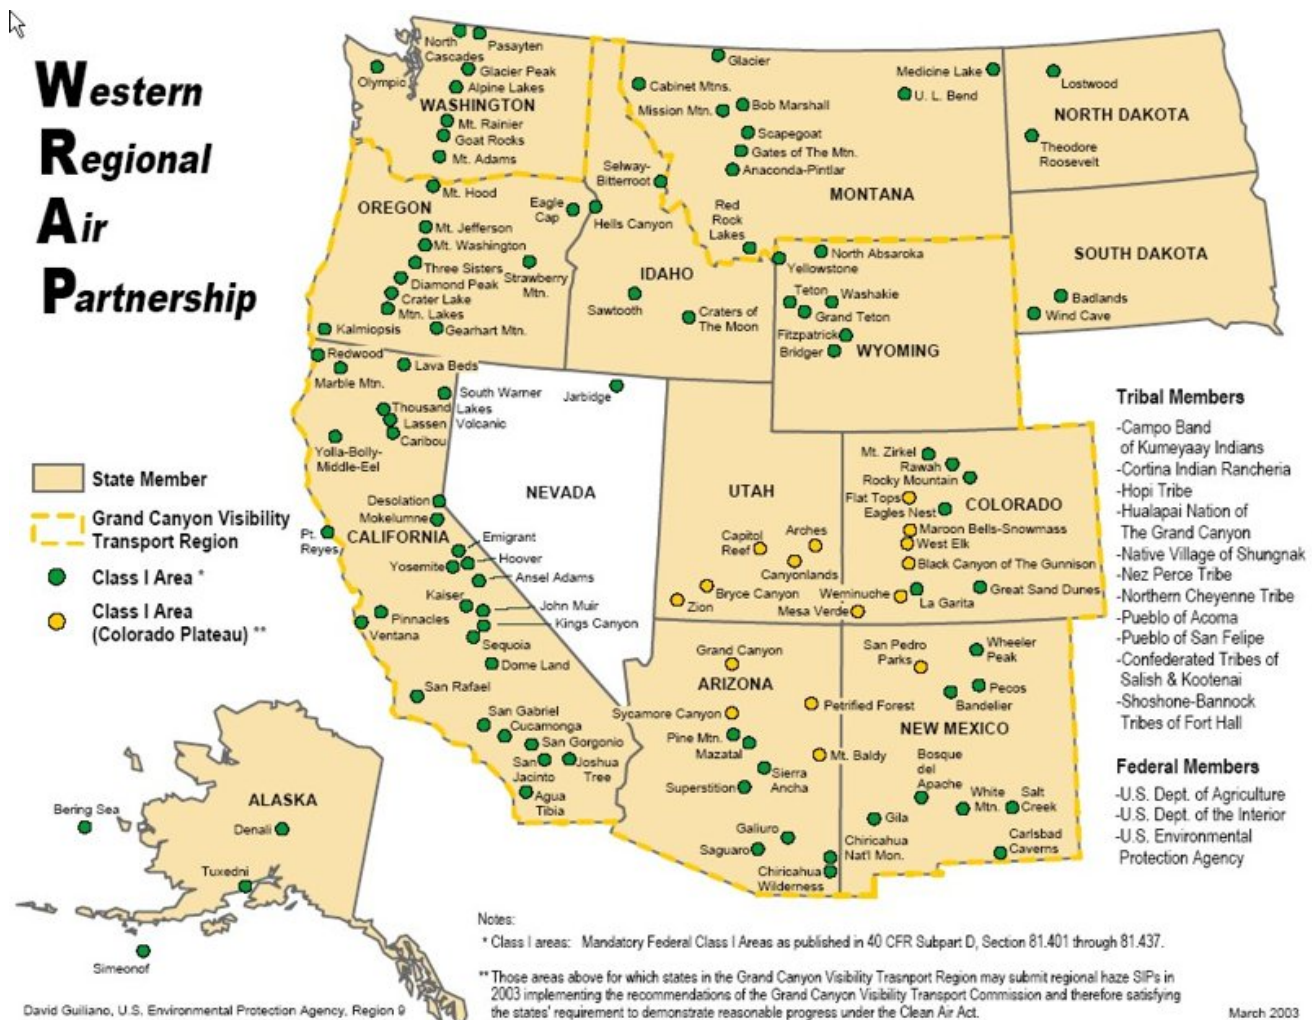 Western
Regional
Air
Partnership
North
Cascades
Pasayten
Olympic
Glacier Peak
Alpine Lakes
WASHINGTON
Mt. Rainier
Goat Rocks
Mt. Adams
Glacier
Cabinet Mtns.
Mission Mtn.
Bob Marshall
Medicine Lake
U. L. Bend
Scapegoat
Gates of The Mtn.
Anaconda-Pintlar
MONTANA
Selway-
Bitterroot
Red
Rock
Lakes
Lostwood
NORTH DAKOTA
Theodore
Roosevelt
SOUTH DAKOTA
Badlands
Wind Cave
Mt. Hood
OREGON
Eagle
Cap
Hells Canyon
Mt. Jefferson
Mt. Washington
Three Sisters
Strawberry
Mtn.
Diamond Peak
Crater Lake
Mtn. Lakes
Kalmiopsis
Gearhart Mtn.
IDAHO
Sawtooth
Craters of
The Moon
North Absaroka
Yellowstone
Teton
Washakie
Grand Teton
Fitzpatrick
Bridger
WYOMING
Redwood
Marble Mtn.
Lava Beds
South Warner
Thousand Lakes
Lassen Volcanic
Caribou
Yolla-Bolly-
Middle-Eel
Jarbidge
NEVADA
Desolation
Mokelumne
Pt.
Reyes
CALIFORNIA
Emigrant
Hoover
Yosemite
Ansel Adams
Kaiser
John Muir
Kings Canyon
Pinnacles
Ventana
Sequoia
Dome Land
San Rafael
San Gabriel
Cucamonga
San Gorgonio
San
Jacinto
Joshua
Tree
Agua
Tibia
UTAH
Capitol
Reef
Arches
Canyonlands
Bryce Canyon
Zion
Mt. Zirkel
Rawah
Rocky Mountain
Flat Tops
COLORADO
Eagles Nest
Maroon Bells-Snowmass
West Elk
Black Canyon of The Gunnison
Weminuche
La Garita
Great Sand Dunes
Mesa Verde
Grand Canyon
ARIZONA
Sycamore Canyon
Petrified Forest
Pine Mtn.
Mazatal
Mt. Baldy
Sierra
Ancha
Superstition
Galiuro
Saguaro
Chiricahua
Nat'l Mon.
Chiricahua
Wilderness
San Pedro
Parks
Wheeler
Peak
Pecos
Bandelier
NEW MEXICO
Bosque
del
Apache
White
Mtn.
Salt
Creek
Gila
Carlsbad
Caverns
State Member
Grand Canyon Visibility
Transport Region
Class I Area *
Class I Area
(Colorado Plateau) **
ALASKA
Bering Sea
Denali
Tuxedni
Simeonof
Tribal Members
-Campo Band
of Kumeyaay Indians
-Cortina Indian Rancheria
-Hopi Tribe
-Hualapai Nation of
The Grand Canyon
-Native Village of Shungnak
-Nez Perce Tribe
-Northern Cheyenne Tribe
-Pueblo of Acoma
-Pueblo of San Felipe
-Confederated Tribes of
Salish & Kootenai
-Shoshone-Bannock
Tribes of Fort Hall
Federal Members
-U.S. Dept. of Agriculture
-U.S. Dept. of the Interior
-U.S. Environmental
Protection Agency
Notes:
* Class I areas: Mandatory Federal Class I Areas as published in 40 CFR Subpart D, Section 81.401 through 81.437.
** Those areas above for which states in the Grand Canyon Visibility Trasnport Region may submit regional haze SIPs in
2003 implementing the recommendations of the Grand Canyon Visibility Transport Commission and therefore satisfying
the states' requirement to demonstrate reasonable progress under the Clean Air Act.
David Guiliano, U.S. Environmental Protection Agency, Region 9
March 2003